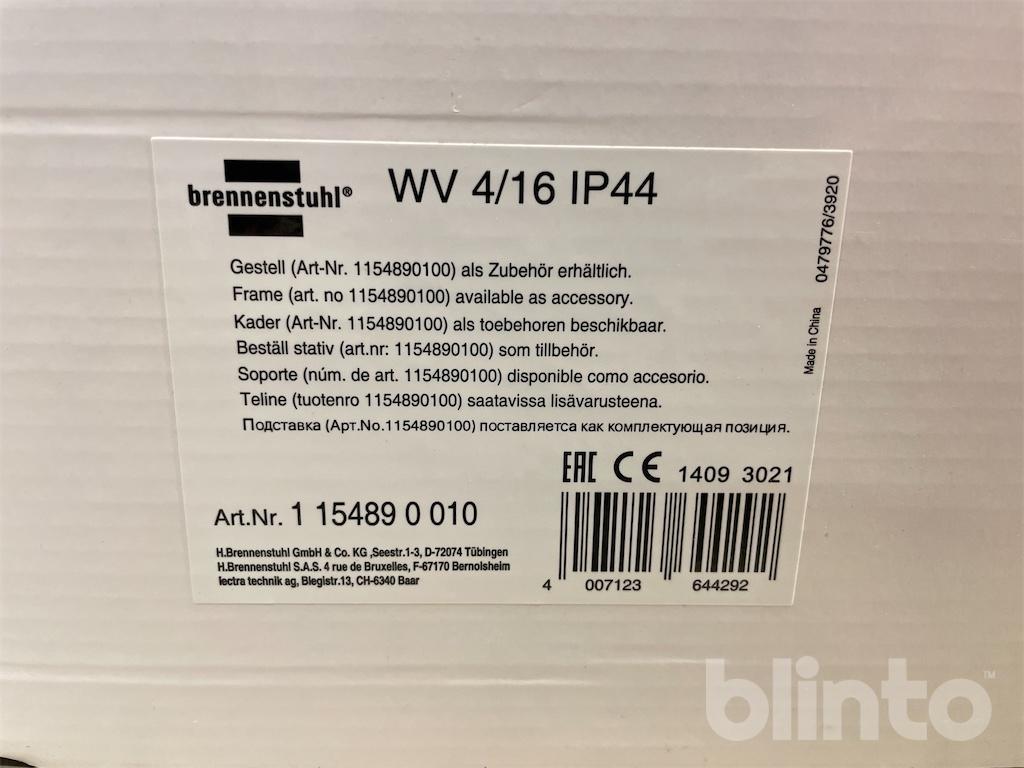 brennenstuhl®
WV 4/16 IP44
Gestell (Art-Nr. 1154890100) als Zubehör erhältlich.
Frame (art. no 1154890100) available as accessory.
Kader (Art-Nr. 1154890100) als toebehoren beschikbaar.
Beställ stativ (art.nr: 1154890100) som tillbehör.
Soporte (núm. de art. 1154890100) disponible como accesorio.
Teline (tuotenro 1154890100) saatavissa lisävarusteena.
Подставка (Арт.No.1154890100) поставляется как комплектующая позиция.
Made in China 0479776/3920
EAC CE 1409 3021
Art.Nr. 1 15489 0 010
H.Brennenstuhl GmbH & Co. KG ,Seestr.1-3, D-72074 Tübingen
H.Brennenstuhl S.A.S. 4 rue de Bruxelles, F-67170 Bernolsheim
lectra technik ag, Blegistr.13, CH-6340 Baar
4 007123 644292
blinto™